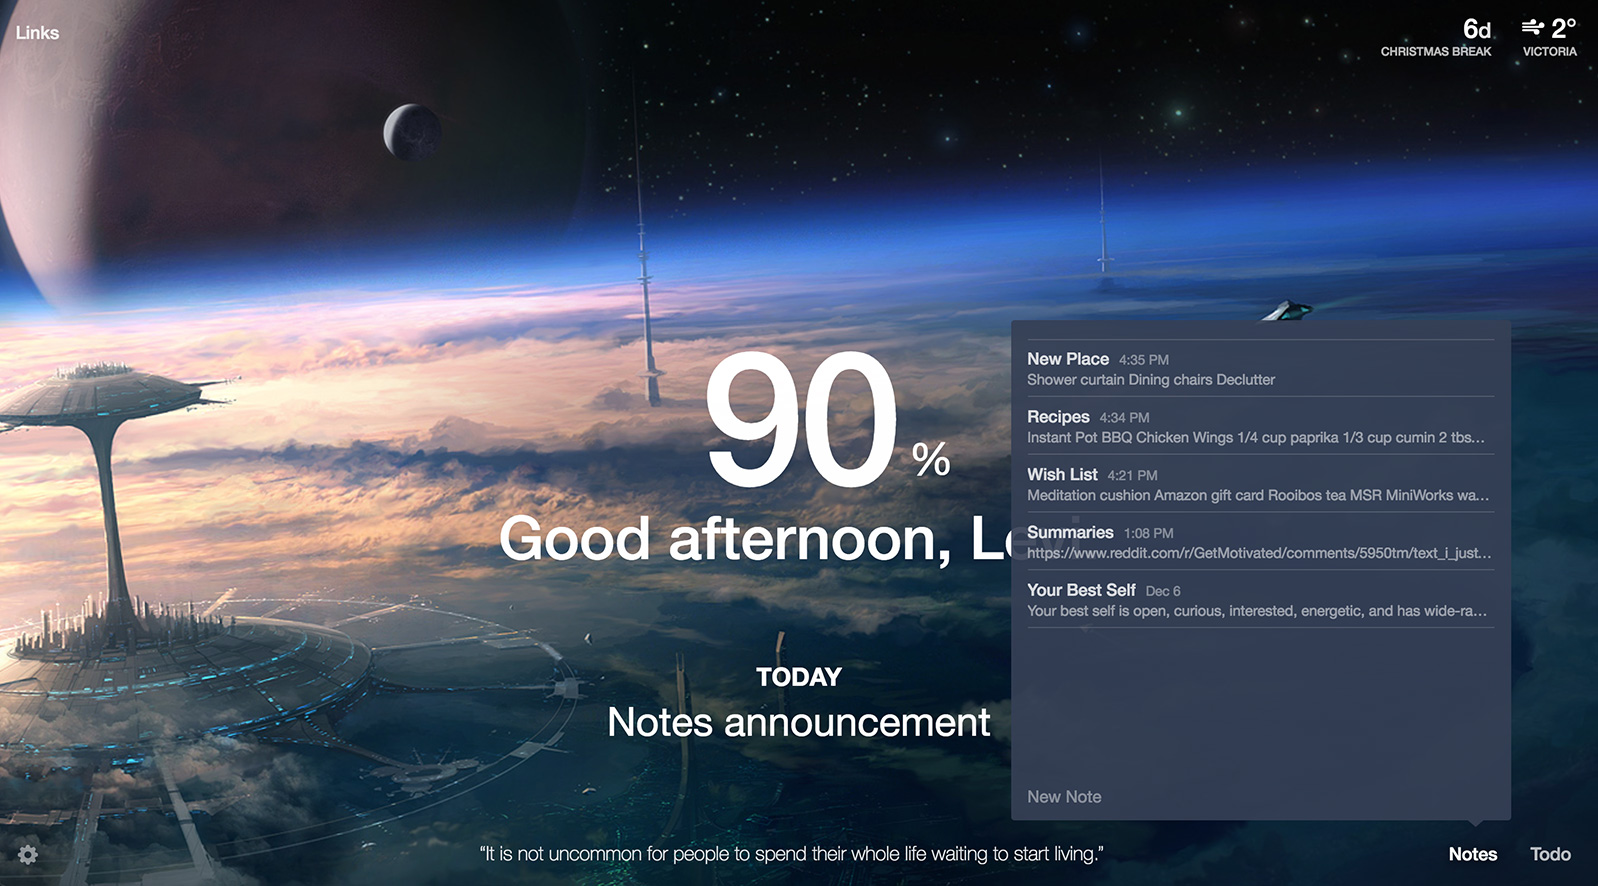 Links
6d
CHRISTMAS BREAK
2°
VICTORIA
90 %
Good afternoon,
TODAY
Notes announcement
New Place 4:35 PM
Shower curtain Dining chairs Declutter
Recipes 4:34 PM
Instant Pot BBQ Chicken Wings 1/4 cup paprika 1/3 cup cumin 2 tbs...
Wish List 4:21 PM
Meditation cushion Amazon gift card Rooibos tea MSR MiniWorks wa...
Summaries 1:08 PM
https://www.reddit.com/r/GetMotivated/comments/5950tm/text_i_just...
Your Best Self Dec 6
Your best self is open, curious, interested, energetic, and has wide-ra...
New Note
“It is not uncommon for people to spend their whole life waiting to start living.”
Notes
Todo